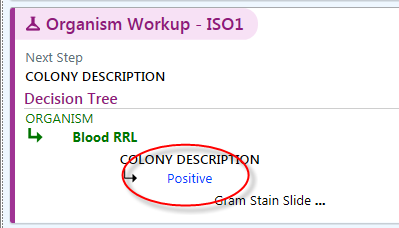 Organism Workup - ISO1
Next Step
COLONY DESCRIPTION
Decision Tree
ORGANISM
Blood RRL
COLONY DESCRIPTION
Positive
Gram Stain Slide ...